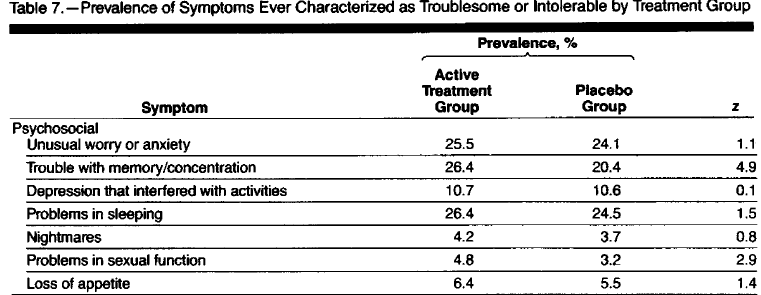 Table 7.—Prevalence of Symptoms Ever Characterized as Troublesome or Intolerable by Treatment Group
Prevalence, %
Symptom Active Treatment Group Placebo Group z
Psychosocial
Unusual worry or anxiety 25.5 24.1 1.1
Trouble with memory/concentration 26.4 20.4 4.9
Depression that interfered with activities 10.7 10.6 0.1
Problems in sleeping 26.4 24.5 1.5
Nightmares 4.2 3.7 0.8
Problems in sexual function 4.8 3.2 2.9
Loss of appetite 6.4 5.5 1.4